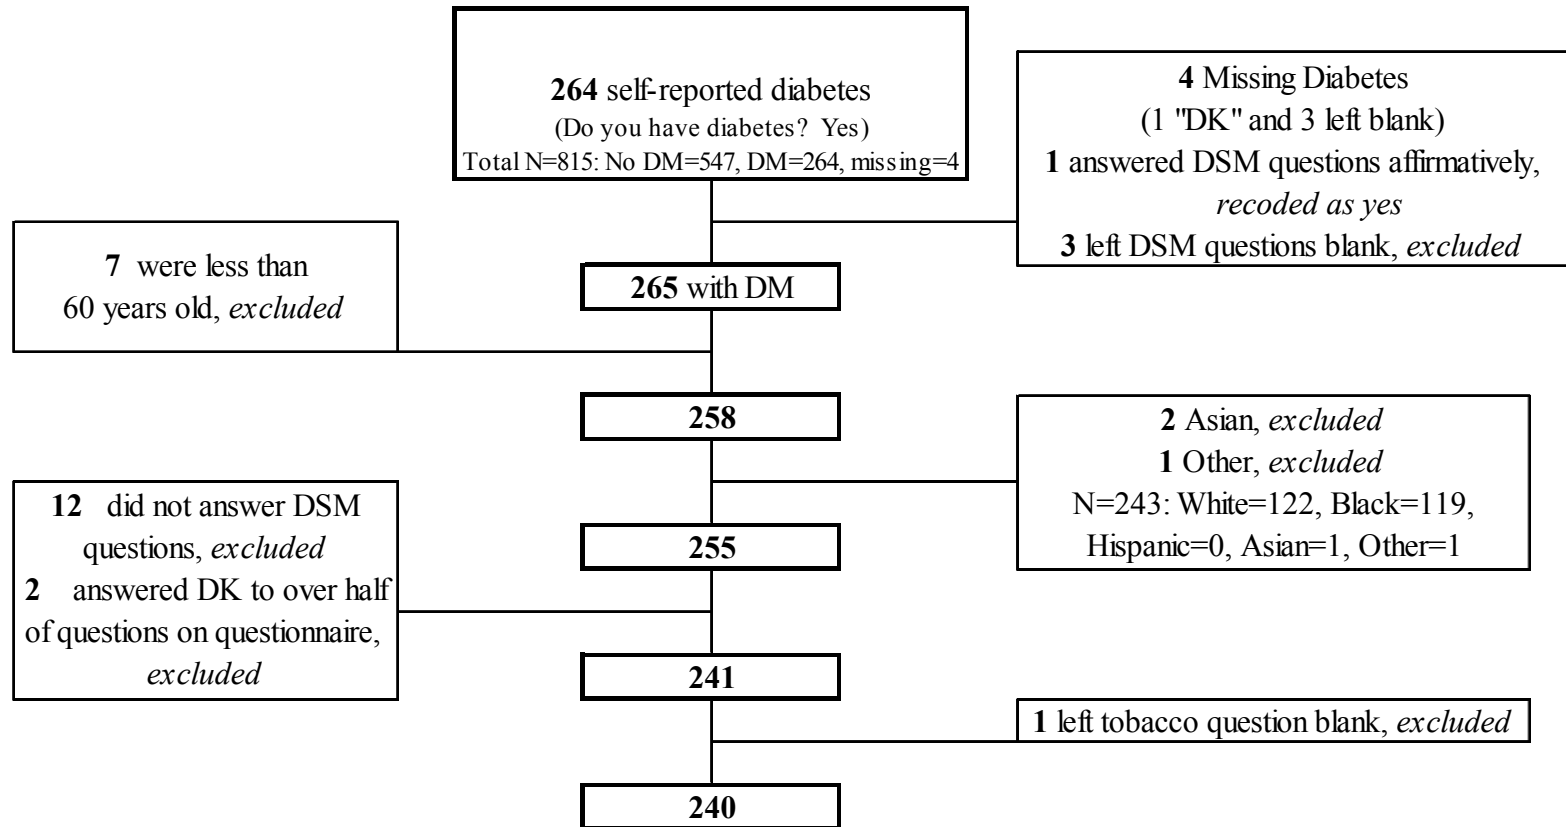 264 self-reported diabetes
(Do you have diabetes? Yes)
Total N=815: No DM=547, DM=264, missing=4
4 Missing Diabetes
(1 "DK" and 3 left blank)
1 answered DSM questions affirmatively,
recoded as yes
3 left DSM questions blank, excluded
7 were less than
60 years old, excluded
265 with DM
258
2 Asian, excluded
1 Other, excluded
N=243: White=122, Black=119,
Hispanic=0, Asian=1, Other=1
12 did not answer DSM
questions, excluded
2 answered DK to over half
of questions on questionnaire,
excluded
255
241
1 left tobacco question blank, excluded
240